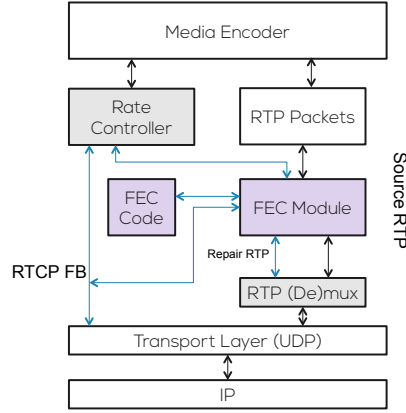 Media Encoder
Rate
Controller
RTP Packets
Source RTP
FEC
Code
FEC Module
Repair RTP
RTCP FB
RTP (De)mux
Transport Layer (UDP)
IP